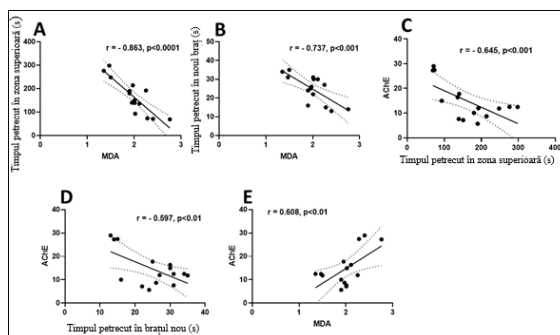 A
r = - 0.863, p<0.0001
Timpul petrecut în zona superioară (s)
400
300
200
100
0
0 1 2 3
MDA
B
r = - 0.737, p<0.001
Timpul petrecut în noul braț (s)
50
40
30
20
10
0
0 1 2 3
MDA
C
r = - 0.645, p<0.001
AChE
40
30
20
10
0
0 100 200 300 400
Timpul petrecut în zona superioară (s)
D
r = - 0.597, p<0.01
AChE
40
30
20
10
0
0 10 20 30 40
Timpul petrecut în brațul nou (s)
E
r = 0.608, p<0.01
AChE
40
30
20
10
0
0 1 2 3
MDA